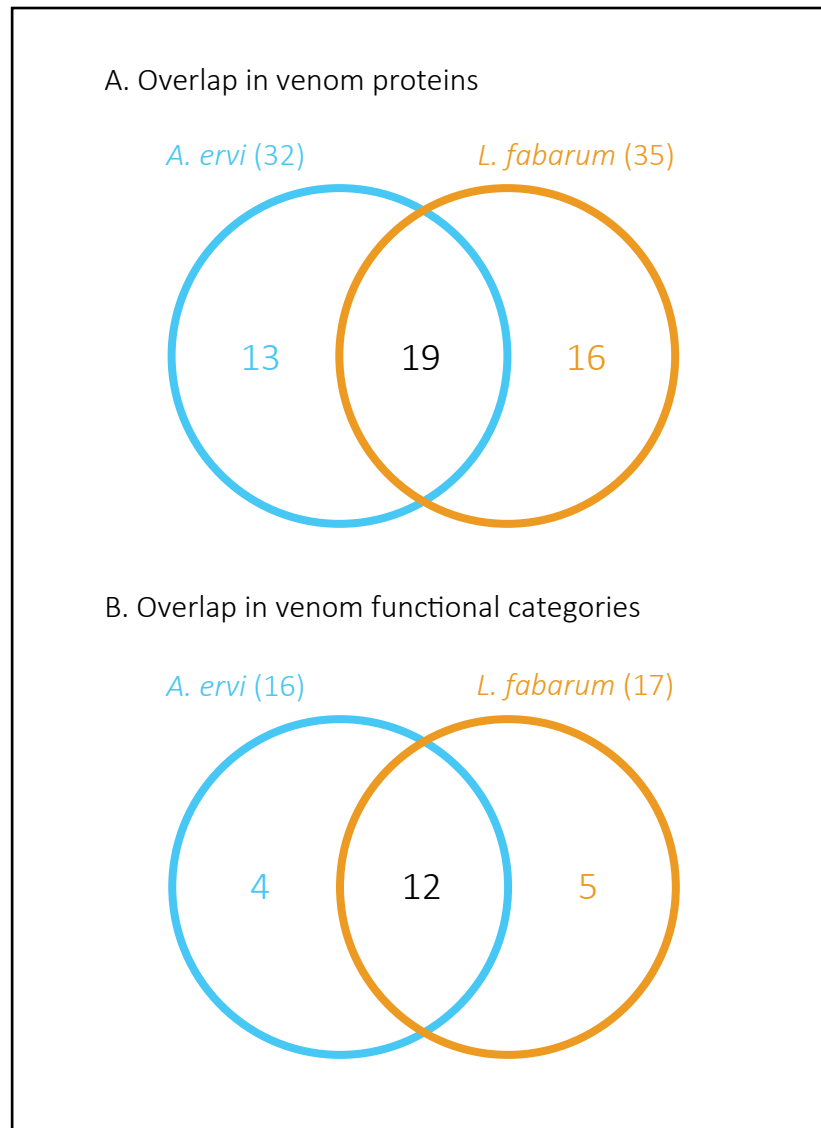 A. Overlap in venom proteins
A. ervi (32) L. fabarum (35)
13 19 16
B. Overlap in venom functional categories
A. ervi (16) L. fabarum (17)
4 12 5